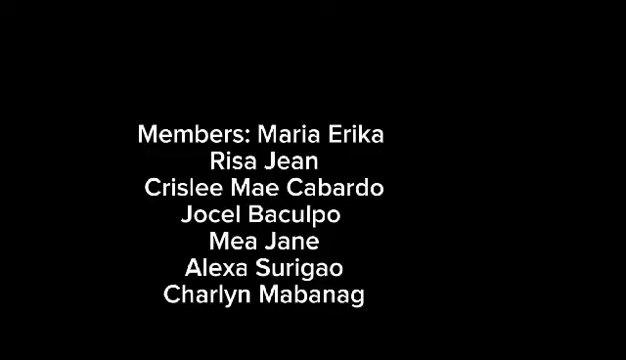 Members: Maria Erika
Risa Jean
Crislee Mae Cabardo
Jocel Baculpo
Mea Jane
Alexa Surigao
Charlyn Mabanag